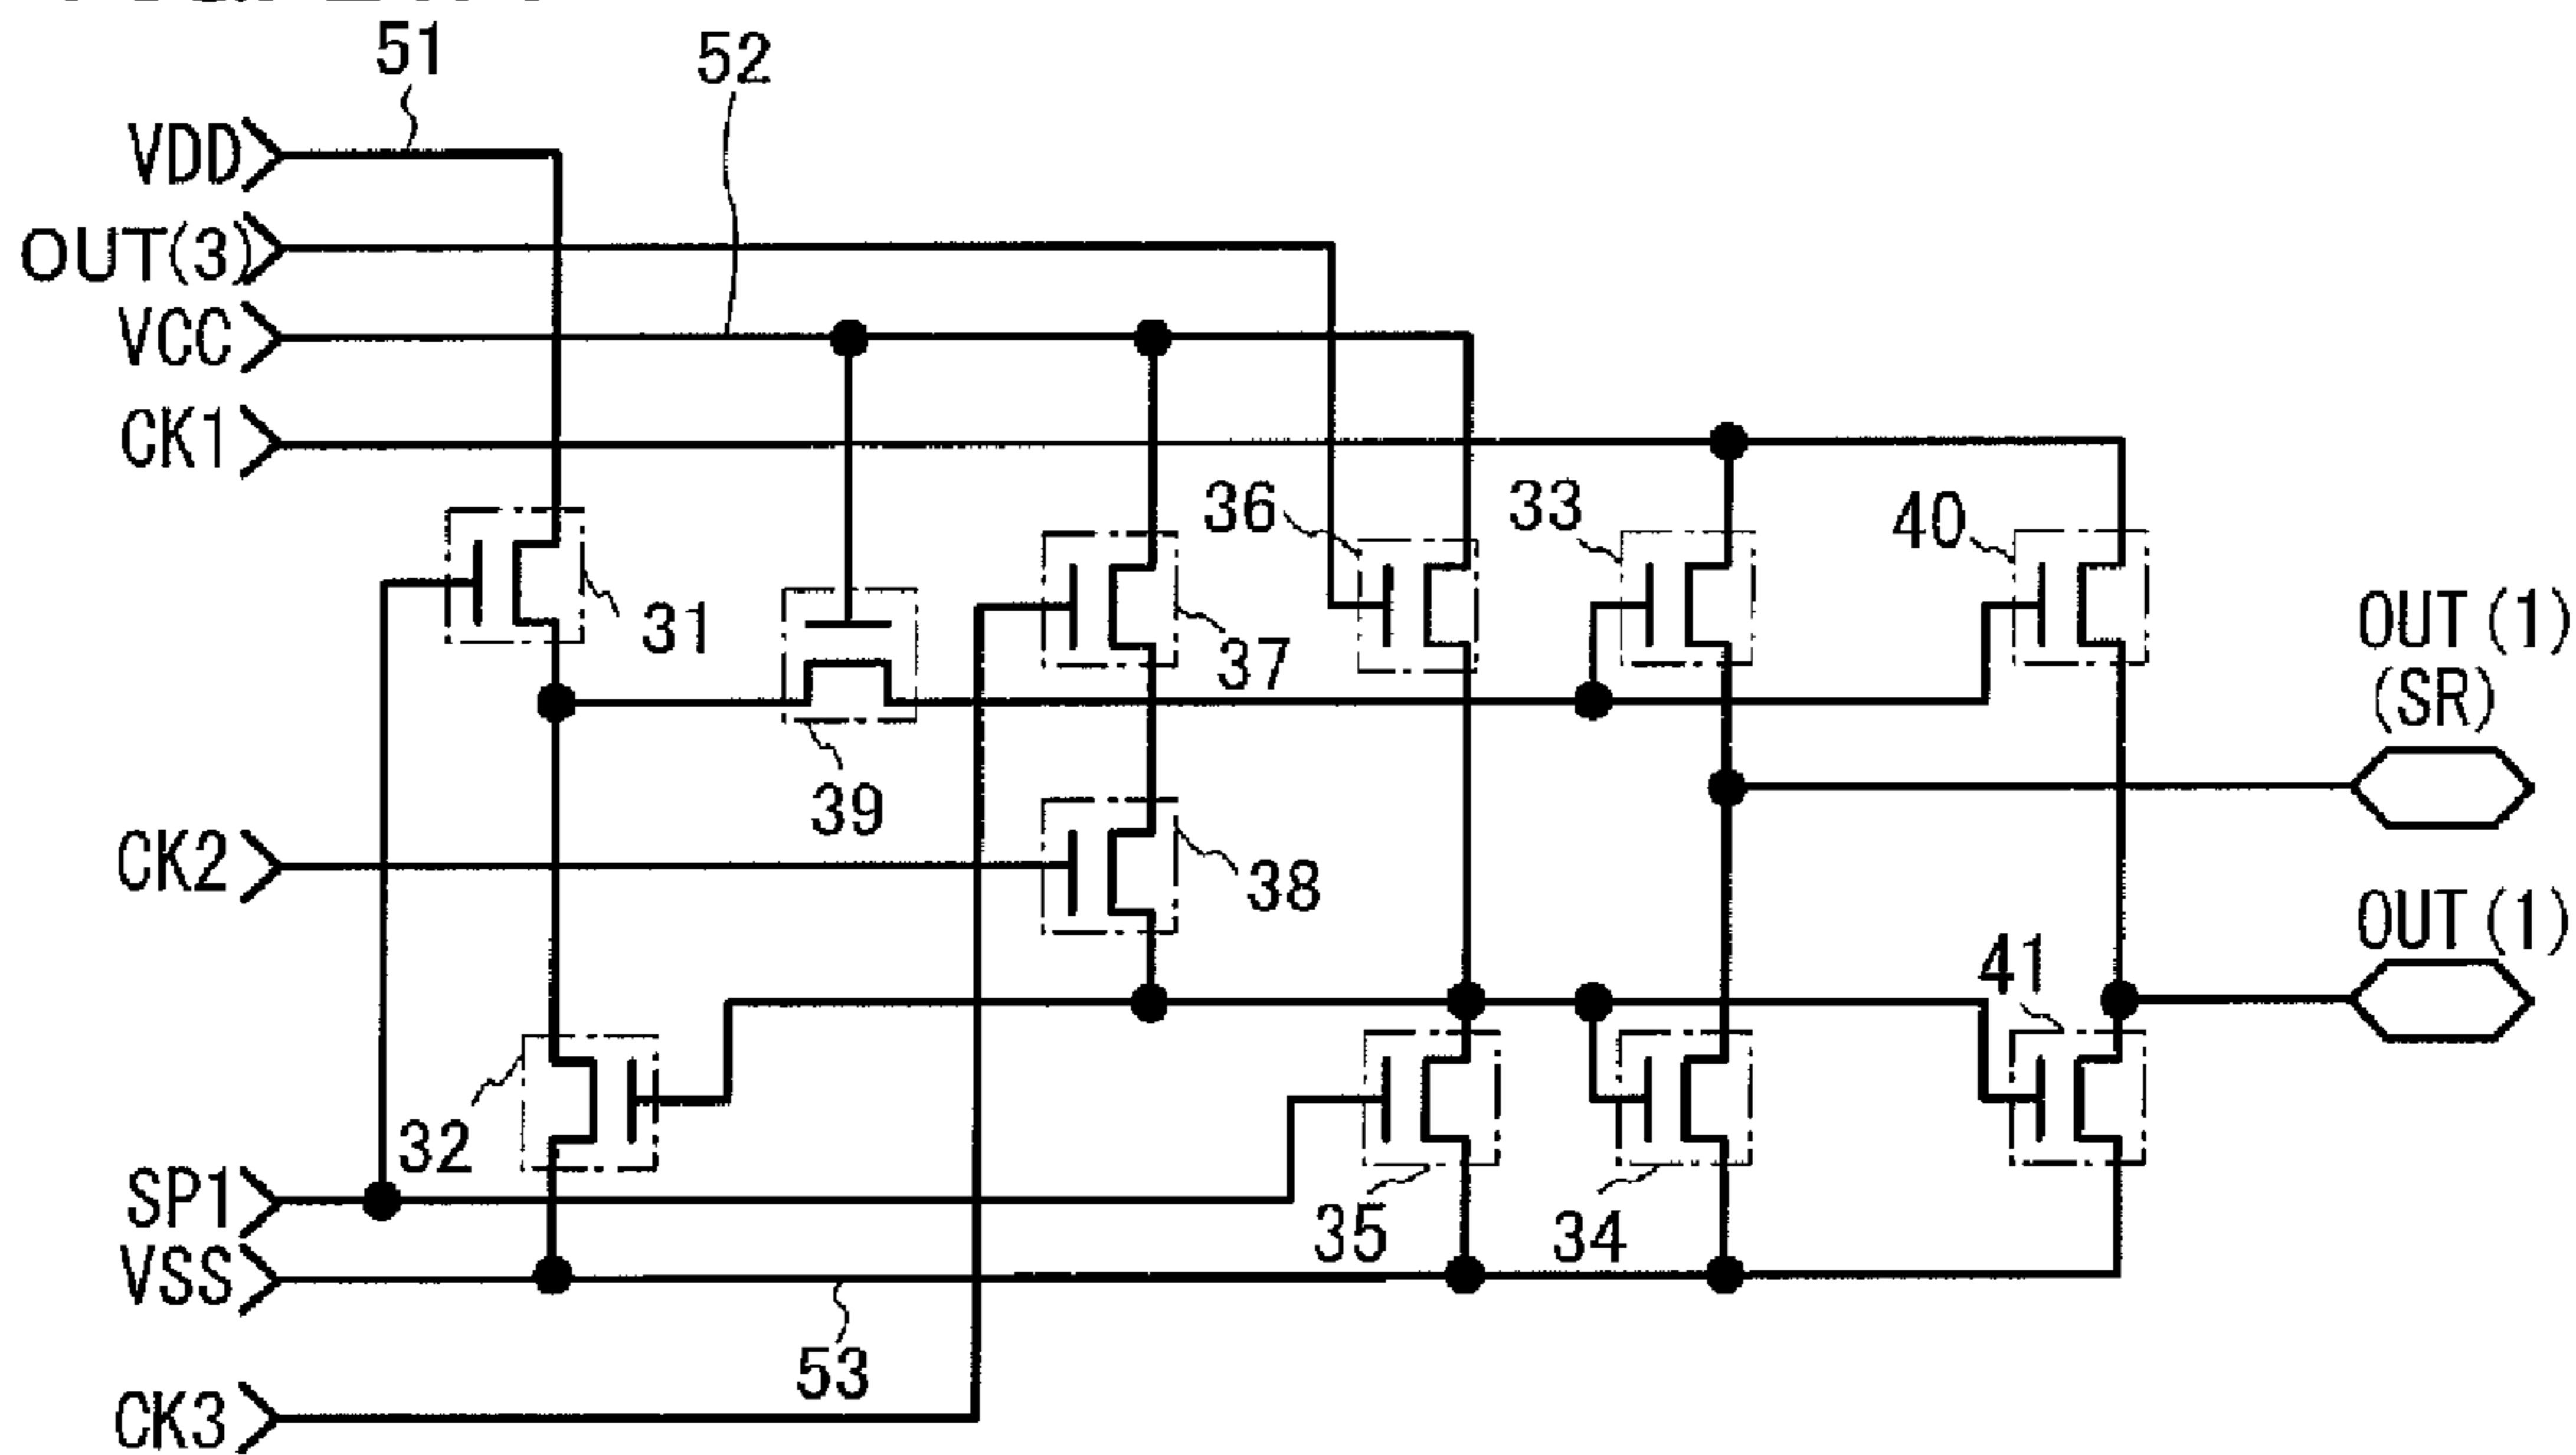 51
52
VDD
OUT(3)
VCC
CK1
36
33
40
31
37
OUT (1)
(SR)
39
CK2
38
OUT (1)
41
32
SP1
35
34
VSS
53
CK3